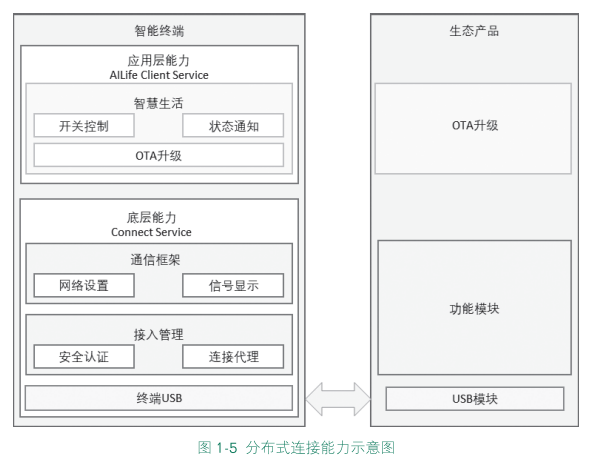 智能终端
应用层能力
AILife Client Service
智慧生活
开关控制
状态通知
OTA升级
底层能力
Connect Service
通信框架
网络设置
信号显示
接入管理
安全认证
连接代理
终端USB
生态产品
OTA升级
功能模块
USB模块
图 1-5 分布式连接能力示意图